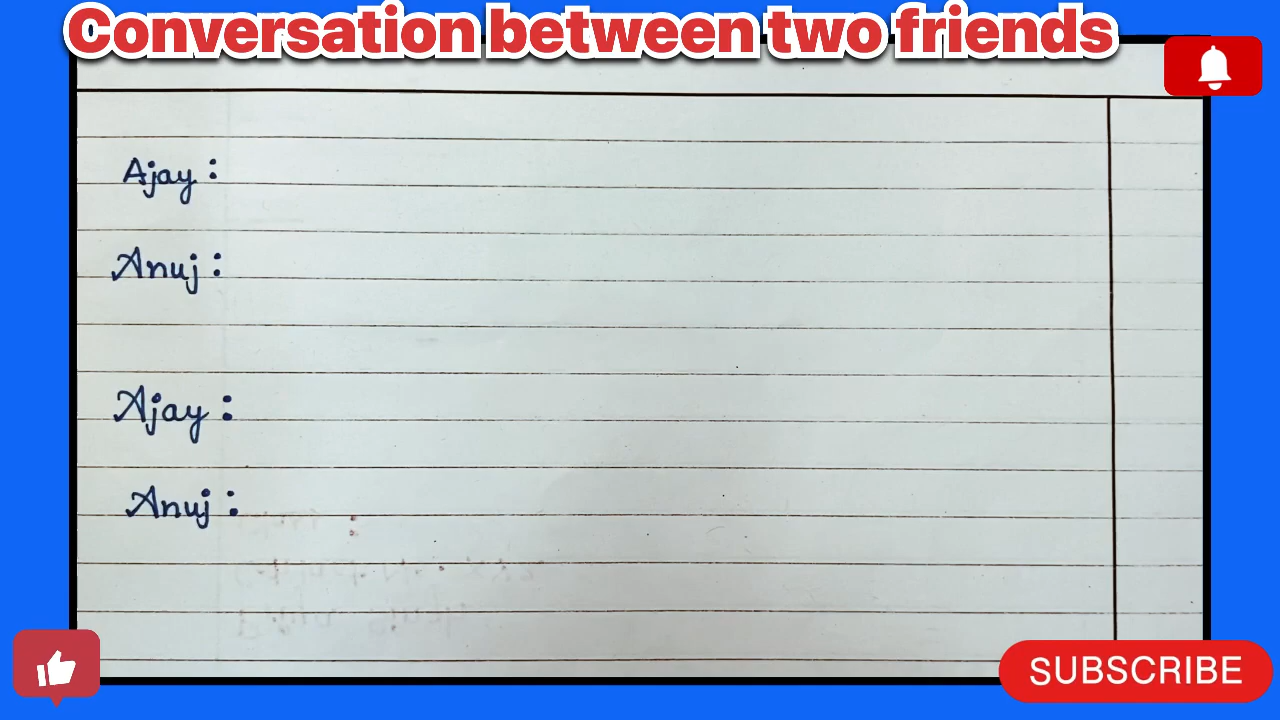 Conversation between two friends
Ajay :
Anuj :
Ajay :
Anuj :
SUBSCRIBE